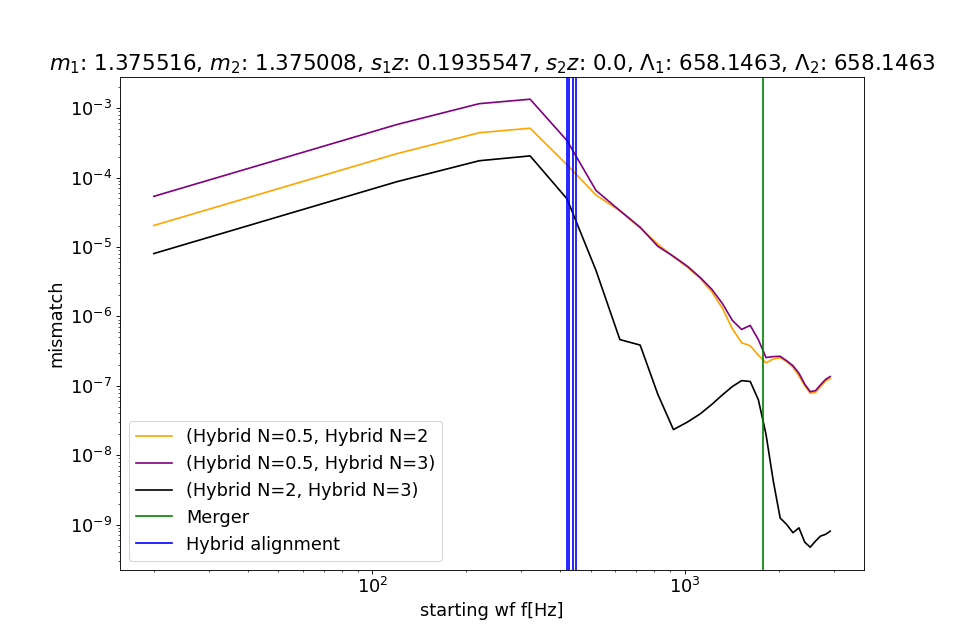 m₁: 1.375516, m₂: 1.375008, s₁z: 0.1935547, s₂z: 0.0, Λ₁: 658.1463, Λ₂: 658.1463
10⁻³
10⁻⁴
10⁻⁵
10⁻⁶
10⁻⁷
10⁻⁸
10⁻⁹
mismatch
(Hybrid N=0.5, Hybrid N=2
(Hybrid N=0.5, Hybrid N=3)
(Hybrid N=2, Hybrid N=3)
Merger
Hybrid alignment
10² 10³
starting wf f[Hz]